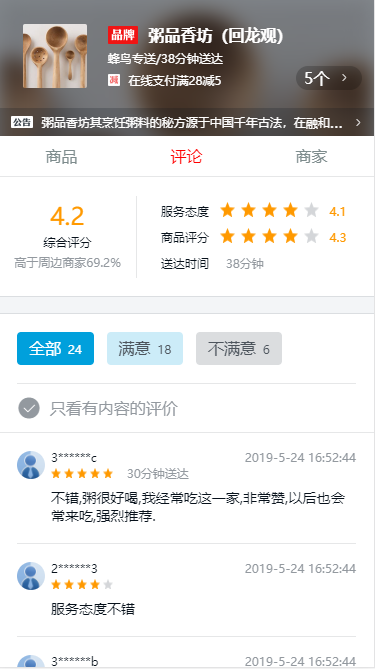 品牌 粥品香坊（回龙观）
蜂鸟专送/38分钟送达
减 在线支付满28减5
5个 >
公告 粥品香坊其烹饪粥料的秘方源于中国千年古法，在融和... >
商品 评论 商家
4.2
综合评分
高于周边商家69.2%
服务态度 4.1
商品评分 4.3
送达时间 38分钟
全部 24 满意 18 不满意 6
只看有内容的评价
3******c 2019-5-24 16:52:44
30分钟送达
不错,粥很好喝,我经常吃这一家,非常赞,以后也会
常来吃,强烈推荐.
2******3 2019-5-24 16:52:44
服务态度不错
3******b 2019-5-24 16:52:44